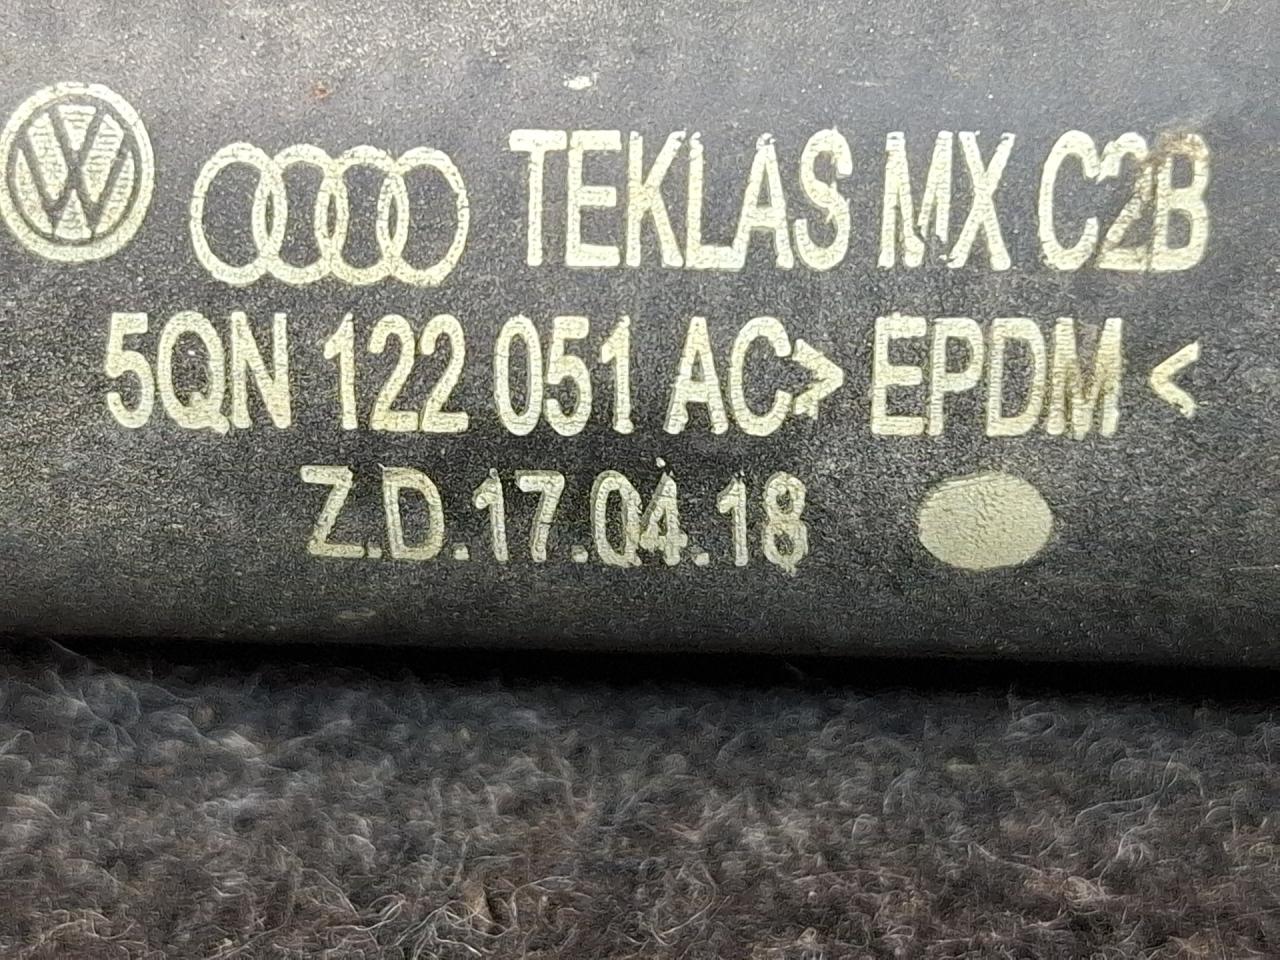 TEKLAS MX C2B
5QN 122 051 AC> EPDM <
Z.D.17.04.18